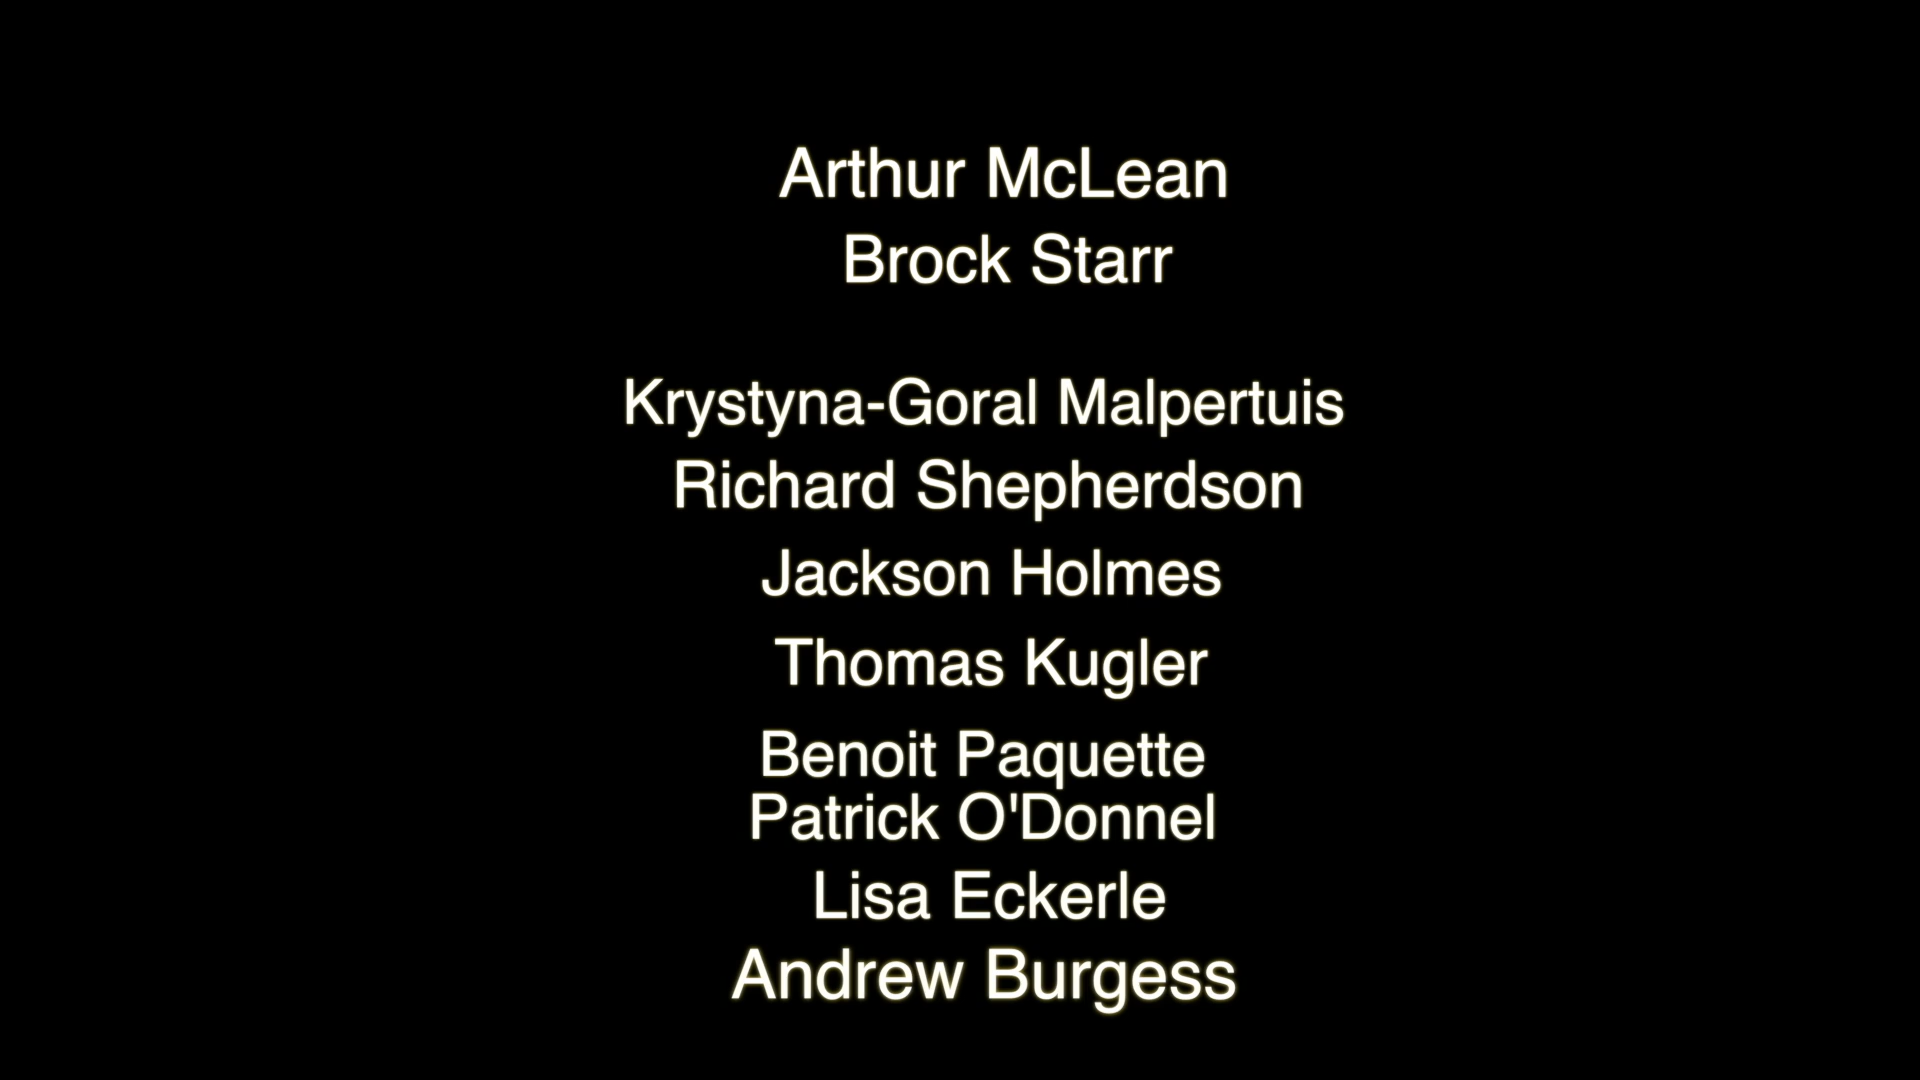 Arthur McLean
Brock Starr
Krystyna-Goral Malpertuis
Richard Shepherdson
Jackson Holmes
Thomas Kugler
Benoit Paquette
Patrick O'Donnel
Lisa Eckerle
Andrew Burgess